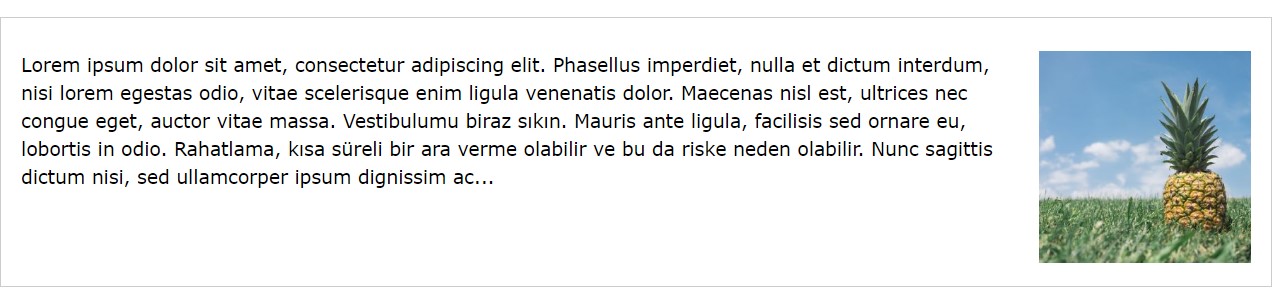 Lorem ipsum dolor sit amet, consectetur adipiscing elit. Phasellus imperdiet, nulla et dictum interdum,
nisi lorem egestas odio, vitae scelerisque enim ligula venenatis dolor. Maecenas nisl est, ultrices nec
congue eget, auctor vitae massa. Vestibulumu biraz sıkın. Mauris ante ligula, facilisis sed ornare eu,
lobortis in odio. Rahatlama, kısa süreli bir ara verme olabilir ve bu da riske neden olabilir. Nunc sagittis
dictum nisi, sed ullamcorper ipsum dignissim ac...